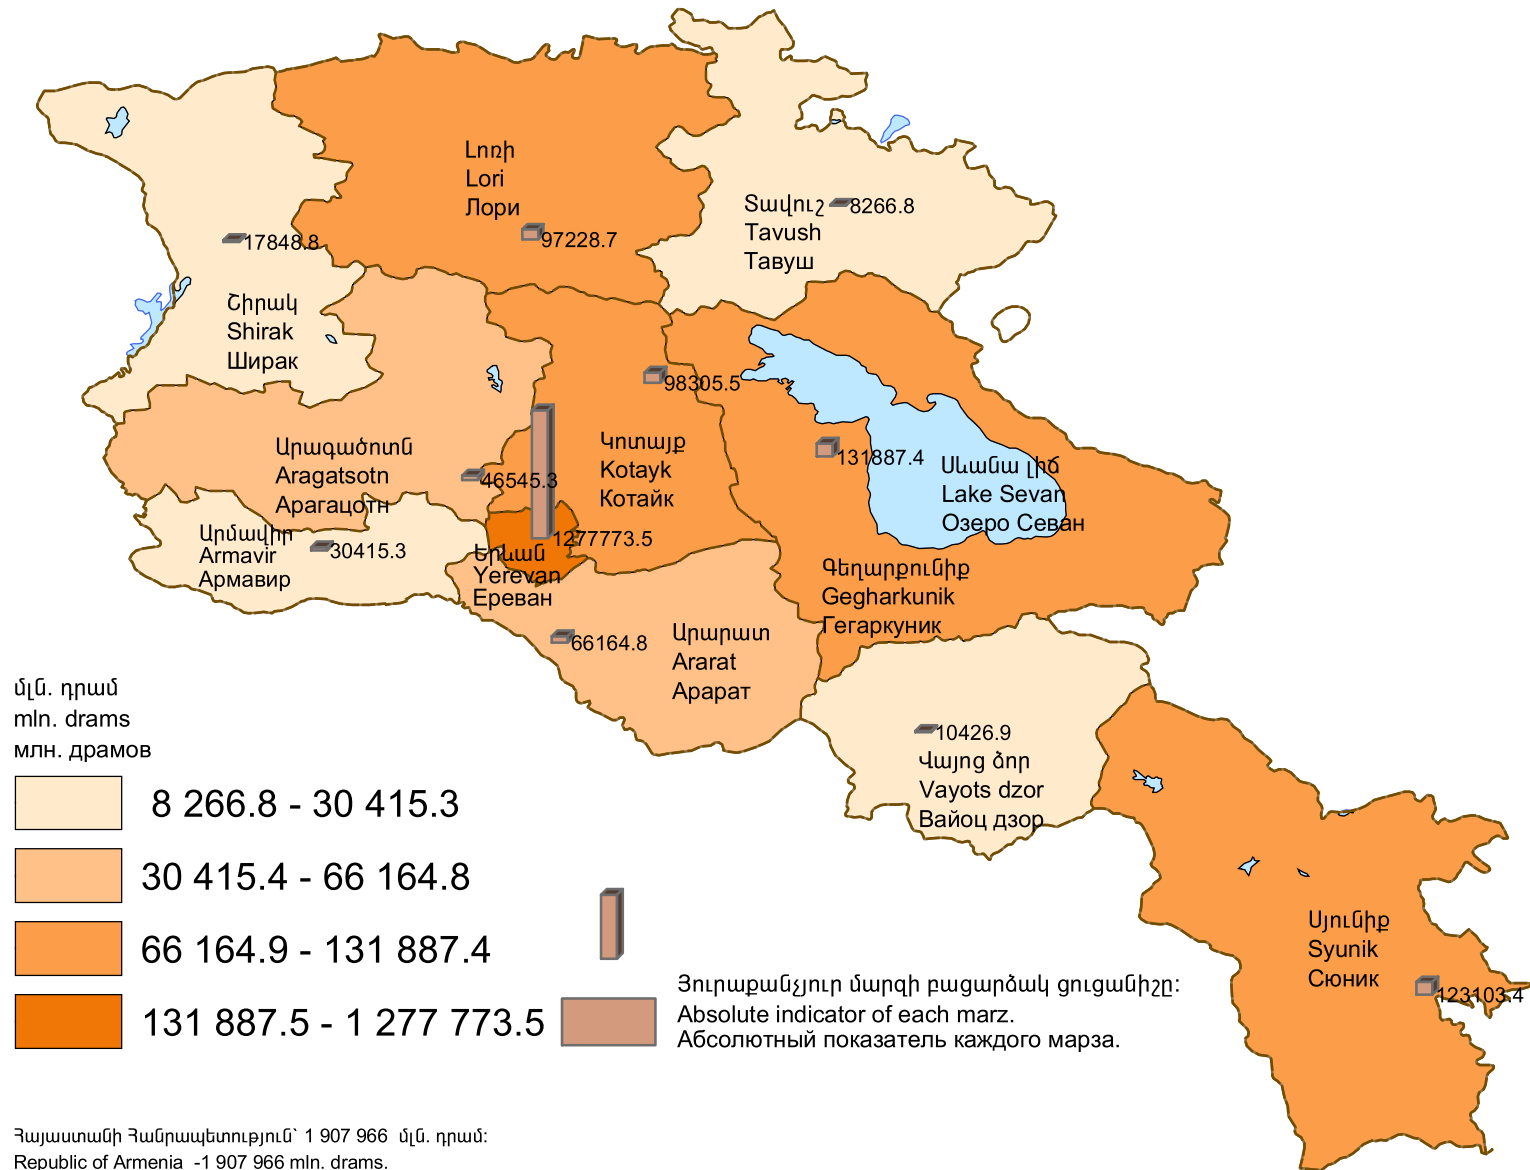 Լոռի
Lori
Лори
97228.7
Տավուշ
Tavush
Тавуш
8266.8
17848.8
Շիրակ
Shirak
Ширак
98305.5
Արագածոտն
Aragatsotn
Арагацотн
46545.3
Կոտայք
Kotayk
Котайк
131887.4
Սևանա լիճ
Lake Sevan
Озеро Севан
Արմավիր
Armavir
Армавир
30415.3
1277773.5
Երևան
Yerevan
Ереван
Գեղարքունիք
Gegharkunik
Гегаркуник
66164.8
Արարատ
Ararat
Арарат
10426.9
Վայոց ձոր
Vayots dzor
Вайоц дзор
Սյունիք
Syunik
Сюник
123103.4
մլն. դրամ
mln. drams
млн. драмов
8 266.8 - 30 415.3
30 415.4 - 66 164.8
66 164.9 - 131 887.4
131 887.5 - 1 277 773.5
Յուրաքանչյուր մարզի բացարձակ ցուցանիշը:
Absolute indicator of each marz.
Абсолютный показатель каждого марза.
Հայաստանի Հանրապետություն` 1 907 966 մլն. դրամ:
Republic of Armenia -1 907 966 mln. drams.